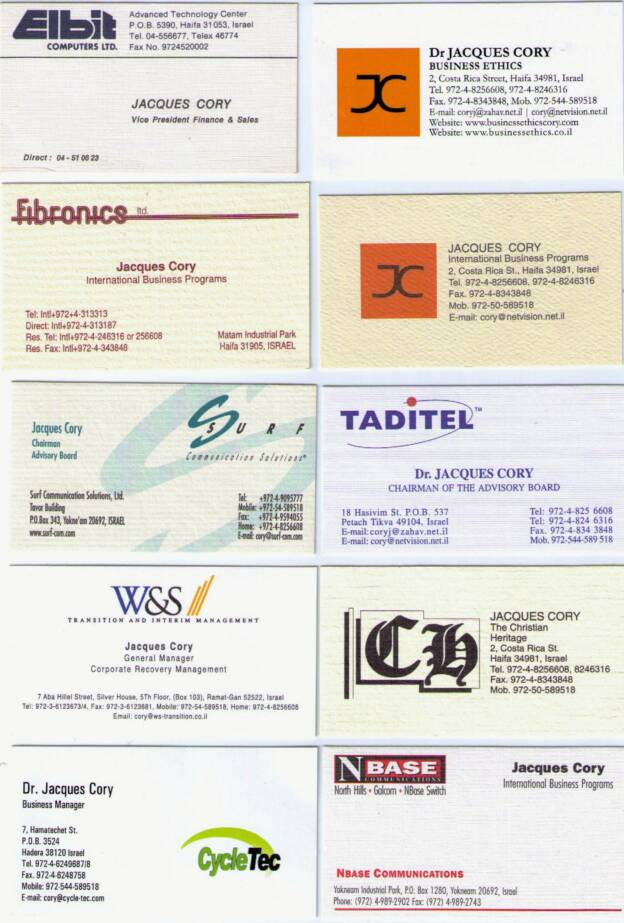 Elbit
COMPUTERS LTD.
Advanced Technology Center
P.O.B. 5390, Haifa 31053, Israel
Tel. 04-556677, Telex 46774
Fax No. 9724520002
JACQUES CORY
Vice President Finance & Sales
Direct : 04 - 51 06 23
JC
Dr JACQUES CORY
BUSINESS ETHICS
2, Costa Rica Street, Haifa 34981, Israel
Tel. 972-4-8256608, 972-4-8246316
Fax. 972-4-8343848, Mob. 972-544-589518
E-mail: coryj@zahav.net.il | cory@netvision.net.il
Website: www.businessethicscory.com
Website: www.businessethics.co.il
Fibronics ltd.
Jacques Cory
International Business Programs
Tel: Intl+972+4-313313
Direct: Intl+972-4-313187
Res. Tel: Intl+972-4-246316 or 256608
Res. Fax: Intl+972-4-343848
Matam Industrial Park
Haifa 31905, ISRAEL
JC
JACQUES CORY
International Business Programs
2, Costa Rica St., Haifa 34981, Israel
Tel. 972-4-8256608, 972-4-8246316
Fax. 972-4-8343848
Mob. 972-50-589518
E-mail: cory@netvision.net.il
Jacques Cory
Chairman
Advisory Board
SURF
Communication Solutions
Surf Communication Solutions, Ltd.
Tavor Building
P.O.Box 343, Yokne'am 20692, ISRAEL
www.surf-com.com
Tel: +972-4-9095777
Mobile: +972-54-589518
Fax: +972-4-9594055
Home: +972-4-8256608
E-mail: cory@surf-com.com
TADITEL™
Dr. JACQUES CORY
CHAIRMAN OF THE ADVISORY BOARD
18 Hasivim St. P.O.B. 537
Petach Tikva 49104, Israel
E-mail: coryj@zahav.net.il
E-mail: cory@netvision.net.il
Tel: 972-4-825 6608
Tel: 972-4-824 6316
Fax. 972-4-834 3848
Mob. 972-544-589 518
W&S
TRANSITION AND INTERIM MANAGEMENT
Jacques Cory
General Manager
Corporate Recovery Management
7 Aba Hillel Street, Silver House, 5Th Floor, (Box 103), Ramat-Gan 52522, Israel
Tel: 972-3-6123673/4, Fax: 972-3-6123681, Mobile: 972-54-589518, Home: 972-4-8256608
Email: cory@ws-transition.co.il
CH
JACQUES CORY
The Christian
Heritage
2, Costa Rica St.
Haifa 34981, Israel
Tel. 972-4-8256608, 8246316
Fax. 972-4-8343848
Mob. 972-50-589518
Dr. Jacques Cory
Business Manager
7, Hamatechet St.
P.O.B. 3524
Hadera 38120 Israel
Tel. 972-4-6249687/8
Fax. 972-4-6248758
Mobile: 972-544-589518
E-mail: cory@cycle-tec.com
CycleTec
NBASE
COMMUNICATIONS
North Hills • Galcom • NBase Switch
Jacques Cory
International Business Programs
NBASE COMMUNICATIONS
Yokneam Industrial Park, P.O. Box 1280, Yokneam 20692, Israel
Phone: (972) 4-989-2902 Fax: (972) 4-989-2743